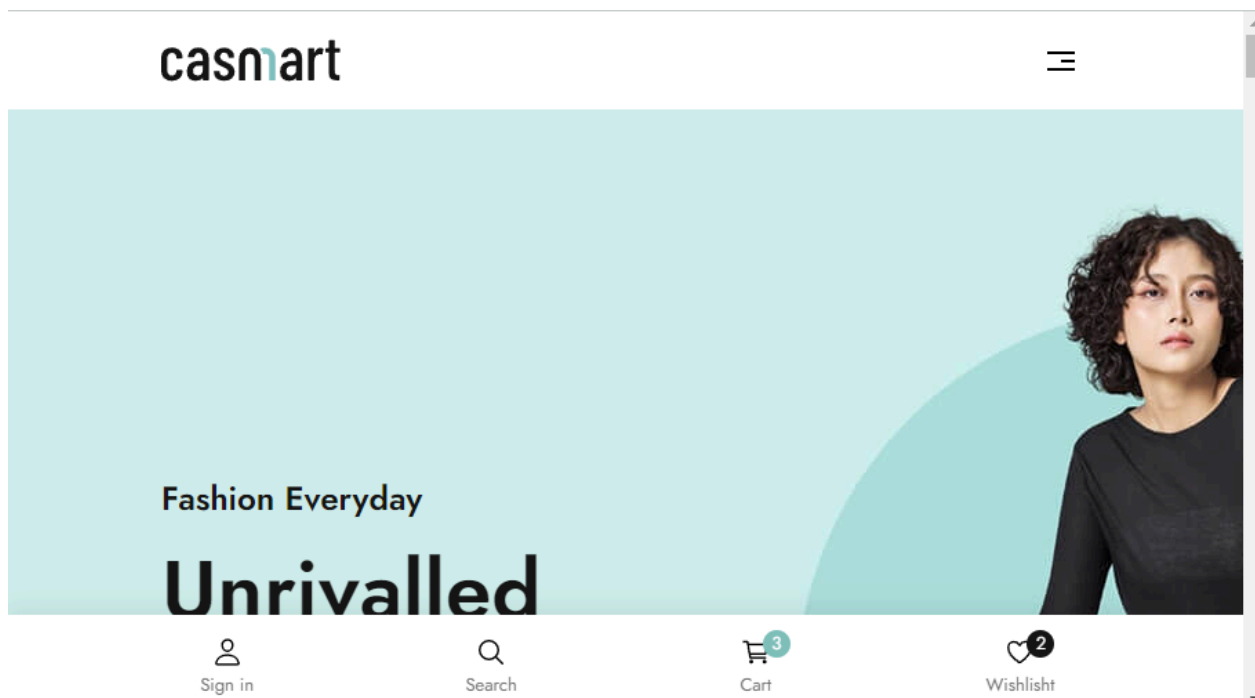 casmart
Fashion Everyday
Unrivalled
3
2
Sign in
Search
Cart
Wishlisht